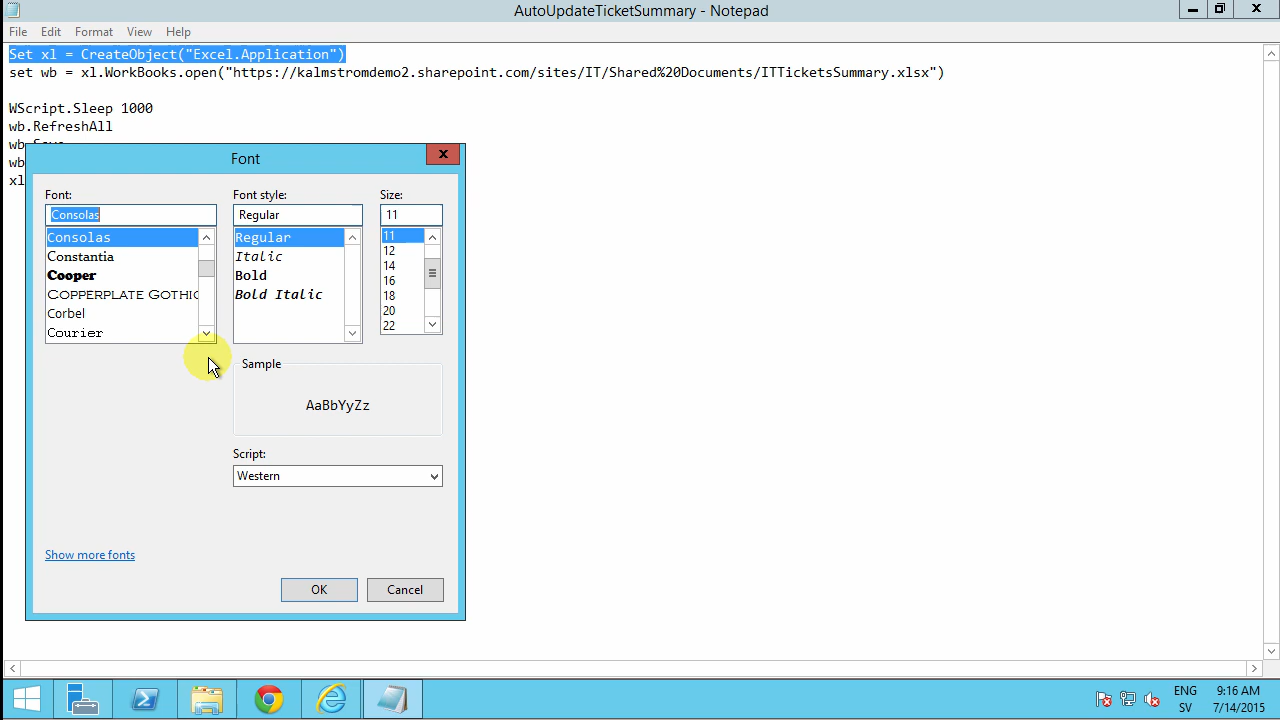 AutoUpdateTicketSummary - Notepad
File Edit Format View Help
Set xl = CreateObject("Excel.Application")
set wb = xl.WorkBooks.open("https://kalmstromdemo2.sharepoint.com/sites/IT/Shared%20Documents/ITTicketsSummary.xlsx")
WScript.Sleep 1000
wb.RefreshAll
wb.Save
wb
xl
Font
Font: Font style: Size:
Consolas Regular 11
Consolas Regular 11
Constantia Italic 12
Cooper Bold 14
COPPERPLATE GOTHIC Bold Italic 16
Corbel 18
Courier 20
22
Sample
AaBbYyZz
Script:
Western
Show more fonts
OK Cancel
ENG 9:16 AM
SV 7/14/2015